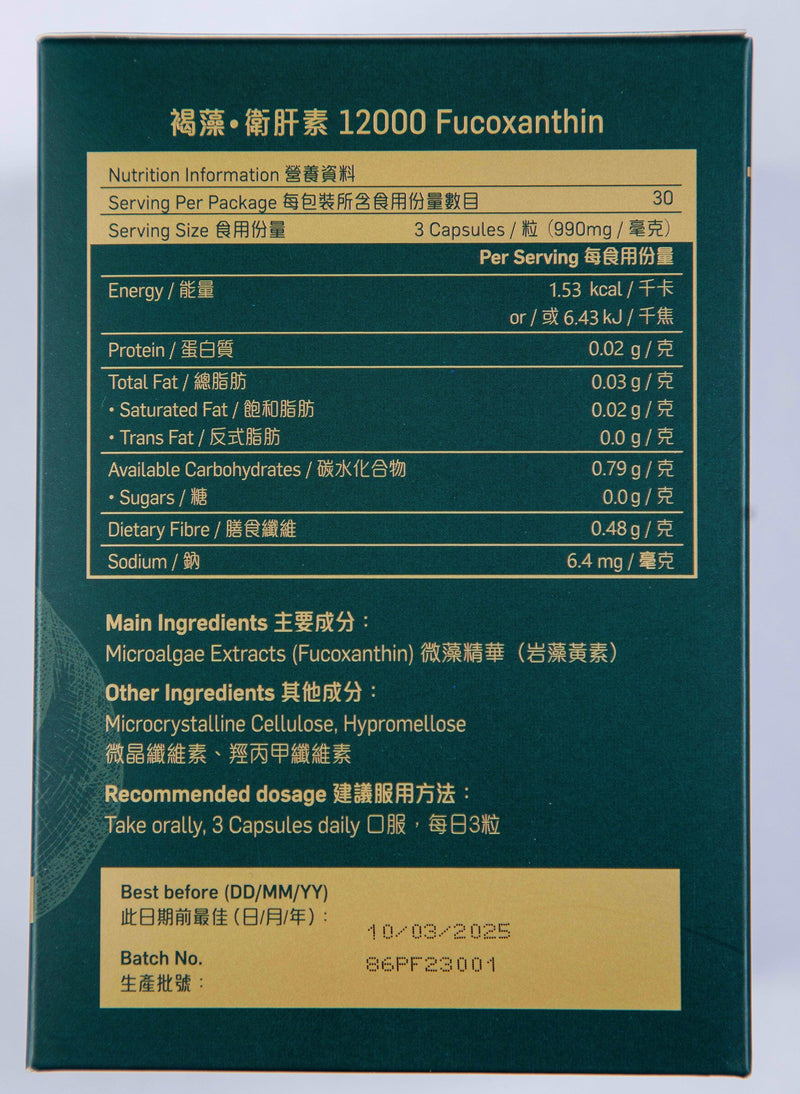 褐藻•衛肝素 12000 Fucoxanthin
Nutrition Information 營養資料
Serving Per Package 每包裝所含食用份量數目 30
Serving Size 食用份量 3 Capsules / 粒（990mg / 毫克）
Per Serving 每食用份量
Energy / 能量 1.53 kcal / 千卡
or / 或 6.43 kJ / 千焦
Protein / 蛋白質 0.02 g / 克
Total Fat / 總脂肪 0.03 g / 克
• Saturated Fat / 飽和脂肪 0.02 g / 克
• Trans Fat / 反式脂肪 0.0 g / 克
Available Carbohydrates / 碳水化合物 0.79 g / 克
• Sugars / 糖 0.0 g / 克
Dietary Fibre / 膳食纖維 0.48 g / 克
Sodium / 鈉 6.4 mg / 毫克
Main Ingredients 主要成分：
Microalgae Extracts (Fucoxanthin) 微藻精華（岩藻黃素）
Other Ingredients 其他成分：
Microcrystalline Cellulose, Hypromellose
微晶纖維素、羥丙甲纖維素
Recommended dosage 建議服用方法：
Take orally, 3 Capsules daily 口服，每日3粒
Best before (DD/MM/YY)
此日期前最佳（日/月/年）： 10/03/2025
Batch No. 86PF23001
生產批號：